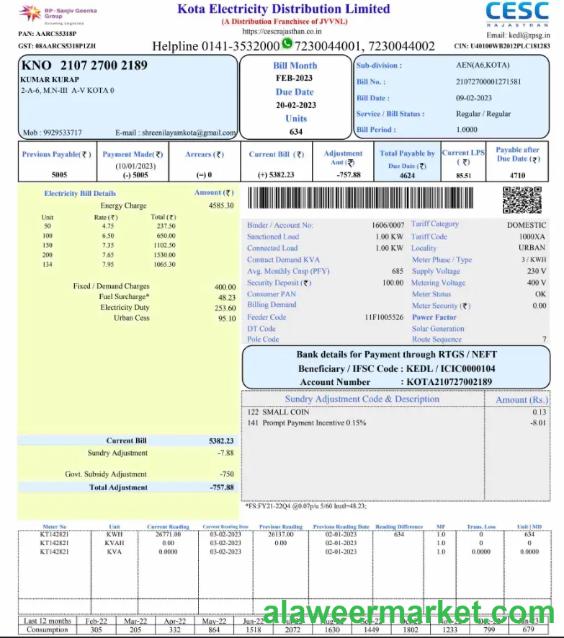 RP-Sanjiv Goenka
Group
Growing Legacies
PAN: AARCS5318P
GST: 08AARCS5318P1ZH
Kota Electricity Distribution Limited
(A Distribution Franchise of JVVNL)
https://cescrajasthan.co.in
Helpline 0141-3532000 7230044001, 7230044002
CESC
RAJASTHAN
Email: kedl@rpsg.in
CIN: U40100WB2012PLC181283
KNO 2107 2700 2189
KUMAR KURAP
2-A-6, M.N-III A-V KOTA 0
Mob : 9929533717 E-mail : shreenilayamkota@gmail.com
Bill Month
FEB-2023
Due Date
20-02-2023
Units
634
Sub-division : AEN(A6,KOTA)
Bill No. : 21072700001271581
Bill Date : 09-02-2023
Service / Bill Status : Regular / Regular
Bill Period : 1.0000
Previous Payable(₹) Payment Made(₹) Arrears (₹) Current Bill (₹) Adjustment Amt (₹) Total Payable by Due Date (₹) Current LPS (₹) Payable after Due Date (₹)
(10/01/2023)
5005 (-) 5005 (=) 0 (+) 5382.23 -757.88 4624 85.51 4710
Electricity Bill Details Amount (₹)
Energy Charge 4585.30
Unit Rate (₹) Total (₹)
50 4.75 237.50
100 6.50 650.00
150 7.35 1102.50
200 7.65 1530.00
134 7.95 1065.30
Fixed / Demand Charges 400.00
Fuel Surcharge* 48.23
Electricity Duty 253.60
Urban Cess 95.10
Current Bill 5382.23
Sundry Adjustment -7.88
Govt. Subsidy Adjustment -750
Total Adjustment -757.88
Binder / Account No: 1606/0007 Tariff Category DOMESTIC
Sanctioned Load 1.00 KW Tariff Code 1000XA
Connected Load 1.00 KW Locality URBAN
Contract Demand KVA Meter Phase / Type 3 / KWH
Avg. Monthly Cnsp (PFY) 685 Supply Voltage 230 V
Security Deposit (₹) 100.00 Metering Voltage 400 V
Consumer PAN Meter Status OK
Billing Demand Meter Security (₹) 0.00
Feeder Code 11F1005526 Power Factor
DT Code Solar Generation
Pole Code Route Sequence 7
Bank details for Payment through RTGS / NEFT
Beneficiary / IFSC Code : KEDL / ICIC0000104
Account Number : KOTA210727002189
Sundry Adjustment Code & Description Amount (Rs.)
122 SMALL COIN 0.13
141 Prompt Payment Incentive 0.15% -8.01
*FS:FY21-22Q4 @0.07p/u 5/60 Instl=48.23;
Meter No Unit Current Reading Current Reading Date Previous Reading Previous Reading Date Reading Difference MF Trans. Loss Unit | MD
KT142821 KWH 26771.00 03-02-2023 26137.00 02-01-2023 634 1.0 0 634
KT142821 KVAH 0.00 03-02-2023 0.00 02-01-2023 1.0 0 0
KT142821 KVA 0.0000 03-02-2023 02-01-2023 1.0 0.0000 0.0000
Last 12 months Feb-22 Mar-22 Apr-22 May-22
Consumption 305 205 332 864 1518 2072 1630 1449 1802 1233 799 679
alaweermarket.com